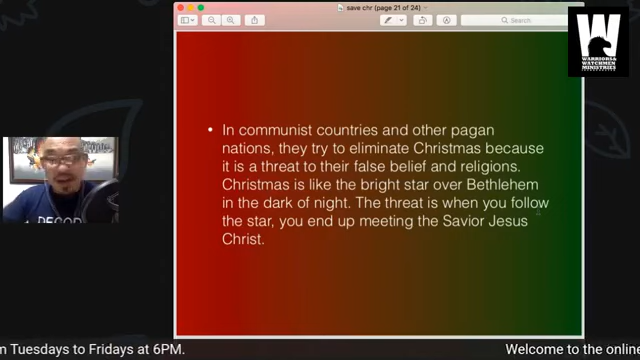 save chr (page 21 of 24)
Search
WARRIORS &
WATCHMEN
MINISTRIES
• In communist countries and other pagan
nations, they try to eliminate Christmas because
it is a threat to their false belief and religions.
Christmas is like the bright star over Bethlehem
in the dark of night. The threat is when you follow
the star, you end up meeting the Savior Jesus
Christ.
m Tuesdays to Fridays at 6PM.
Welcome to the online